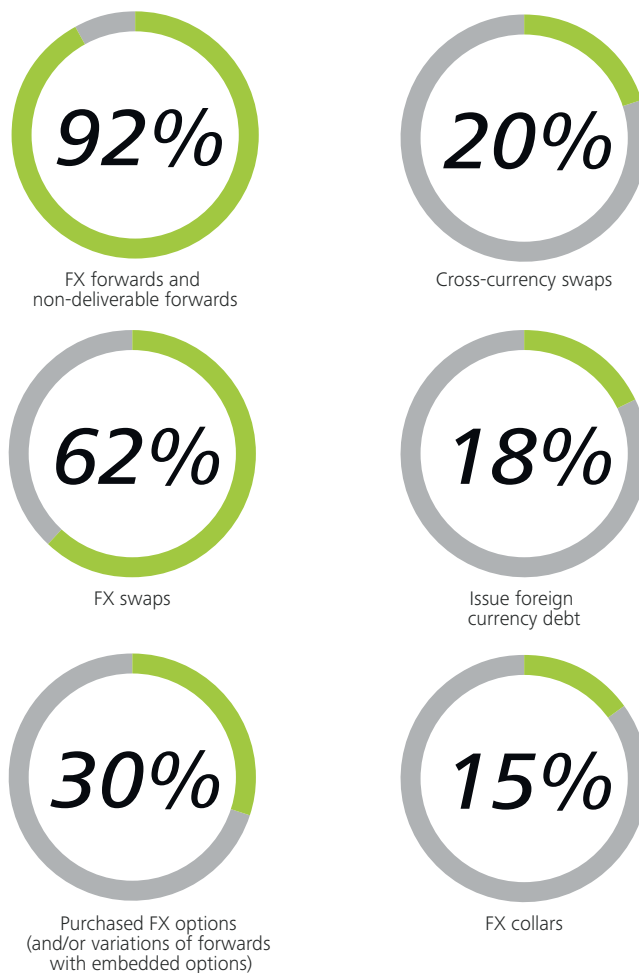 92%
FX forwards and
non-deliverable forwards
20%
Cross-currency swaps
62%
FX swaps
18%
Issue foreign
currency debt
30%
Purchased FX options
(and/or variations of forwards
with embedded options)
15%
FX collars